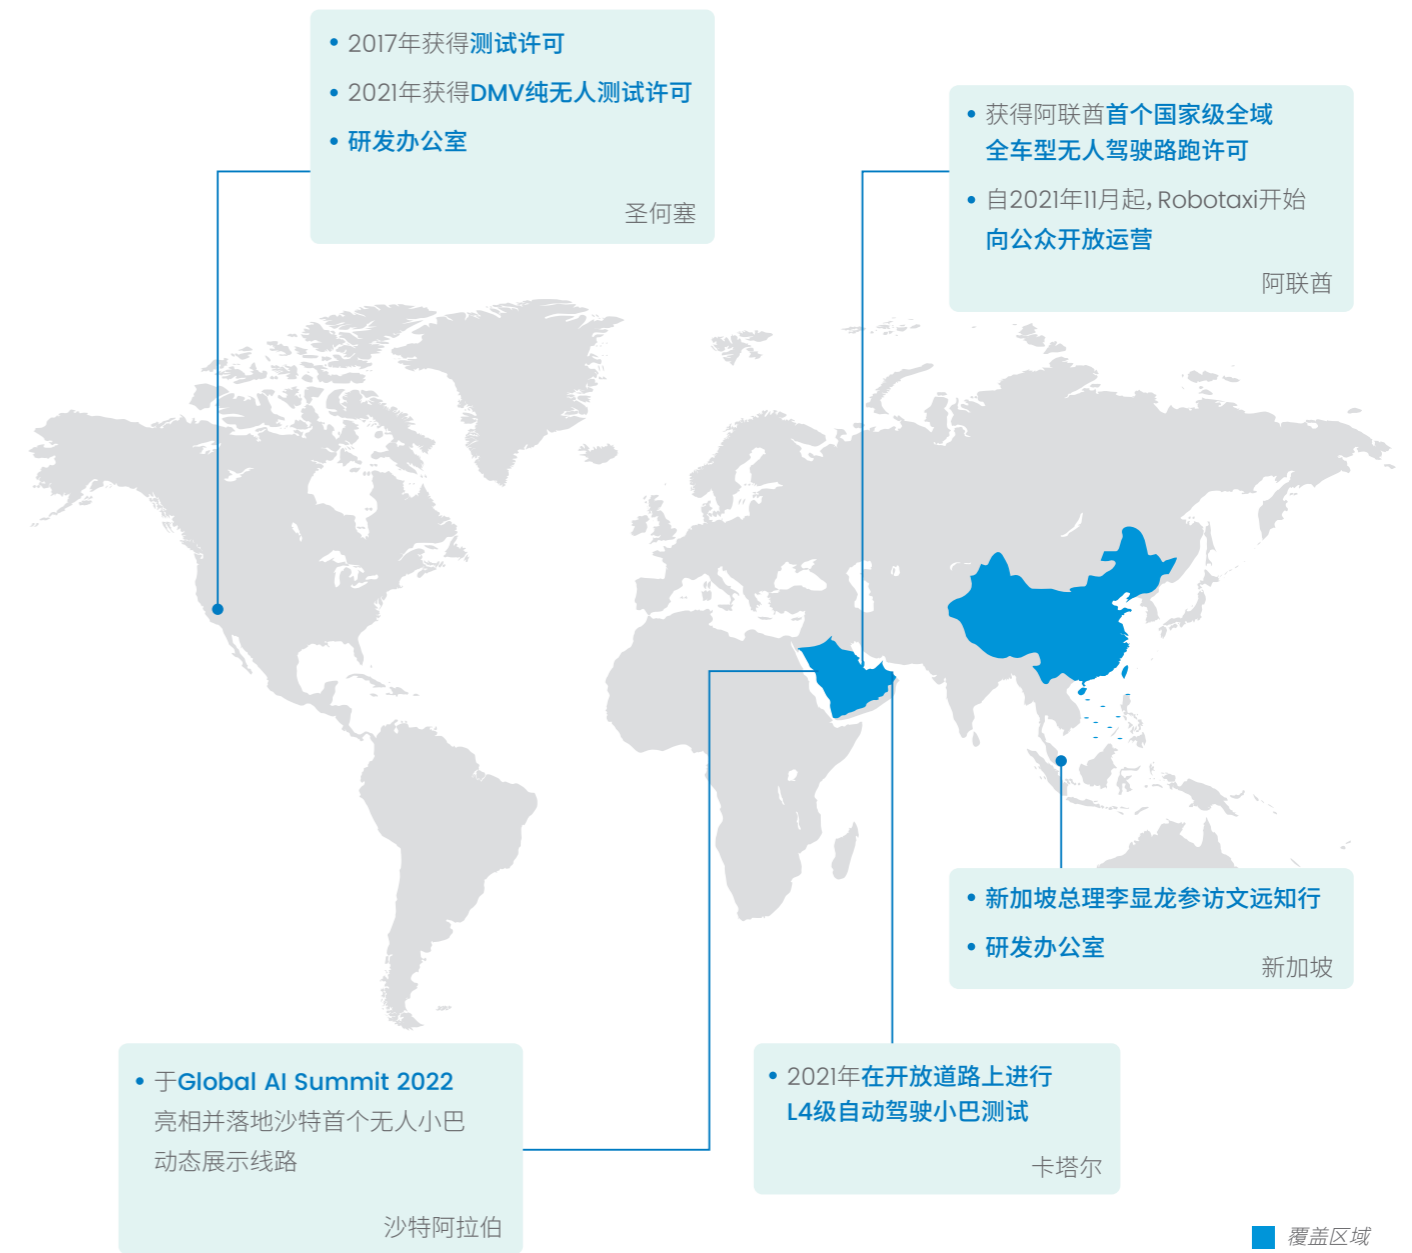 • 2017年获得测试许可
• 2021年获得DMV纯无人测试许可
• 研发办公室
圣何塞
• 获得阿联酋首个国家级全域
全车型无人驾驶路跑许可
• 自2021年11月起, Robotaxi开始
向公众开放运营
阿联酋
• 新加坡总理李显龙参访文远知行
• 研发办公室
新加坡
• 于Global AI Summit 2022
亮相并落地沙特首个无人小巴
动态展示线路
沙特阿拉伯
• 2021年在开放道路上进行
L4级自动驾驶小巴测试
卡塔尔
覆盖区域